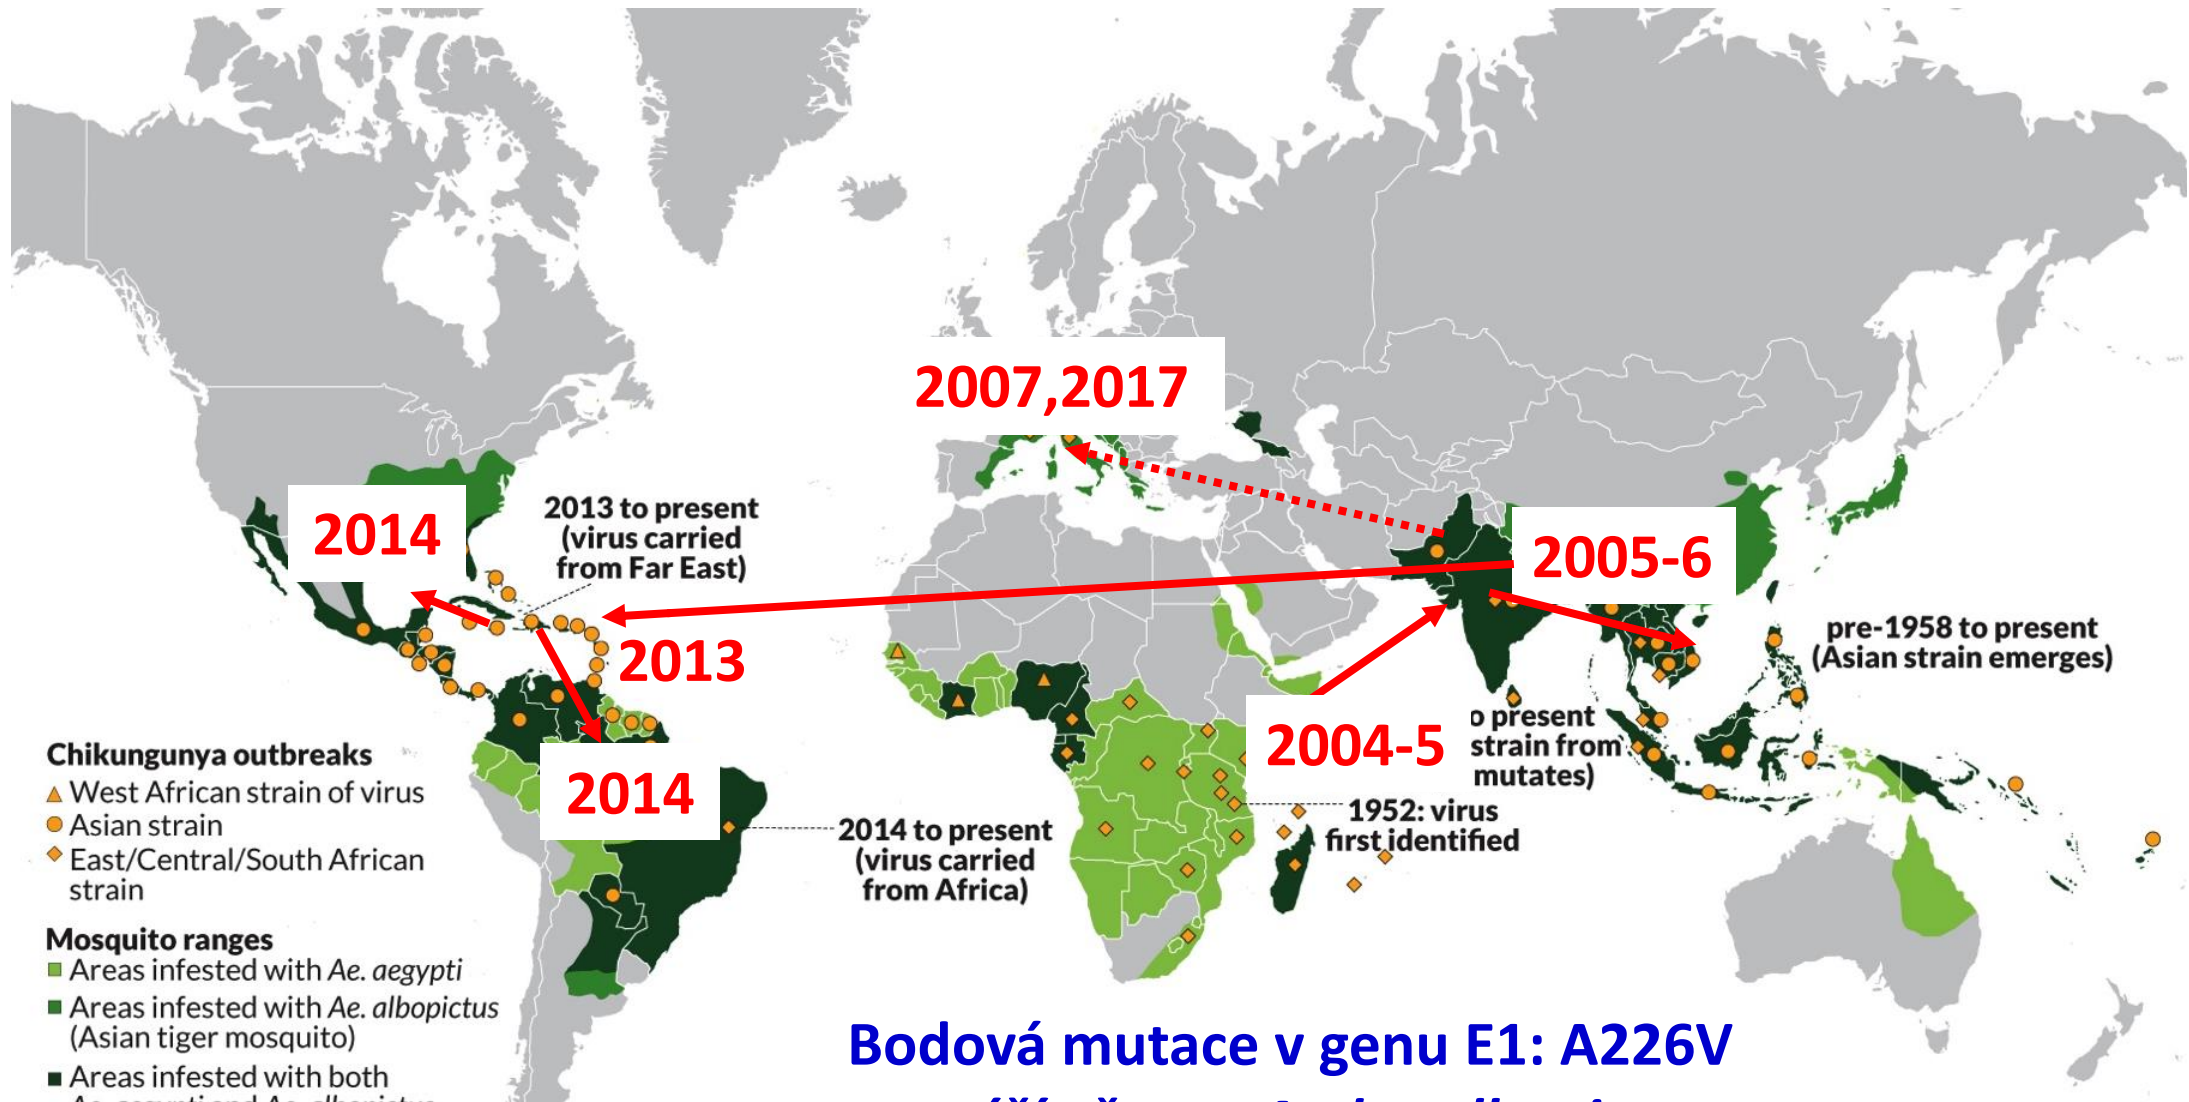 2007,2017
2014
2013 to present
(virus carried
from Far East)
2005-6
2013
pre-1958 to present
(Asian strain emerges)
present
strain from
mutates)
2004-5
2014
1952: virus
first identified
2014 to present
(virus carried
from Africa)
Chikungunya outbreaks
West African strain of virus
Asian strain
East/Central/South African
strain
Mosquito ranges
Areas infested with Ae. aegypti
Areas infested with Ae. albopictus
(Asian tiger mosquito)
Areas infested with both
Bodová mutace v genu E1: A226V